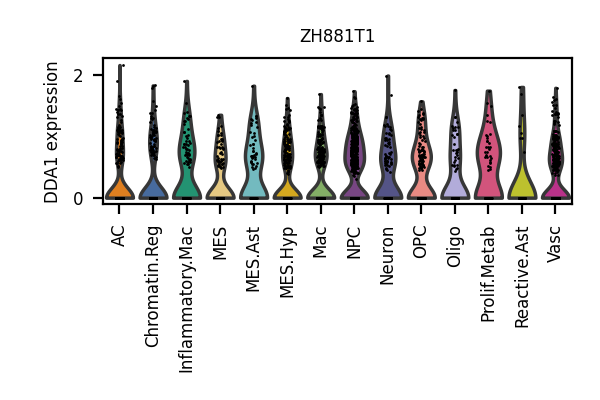 ZH881T1
DDA1 expression
2
0
AC
Chromatin.Reg
Inflammatory.Mac
MES
MES.Ast
MES.Hyp
Mac
NPC
Neuron
OPC
Oligo
Prolif.Metab
Reactive.Ast
Vasc